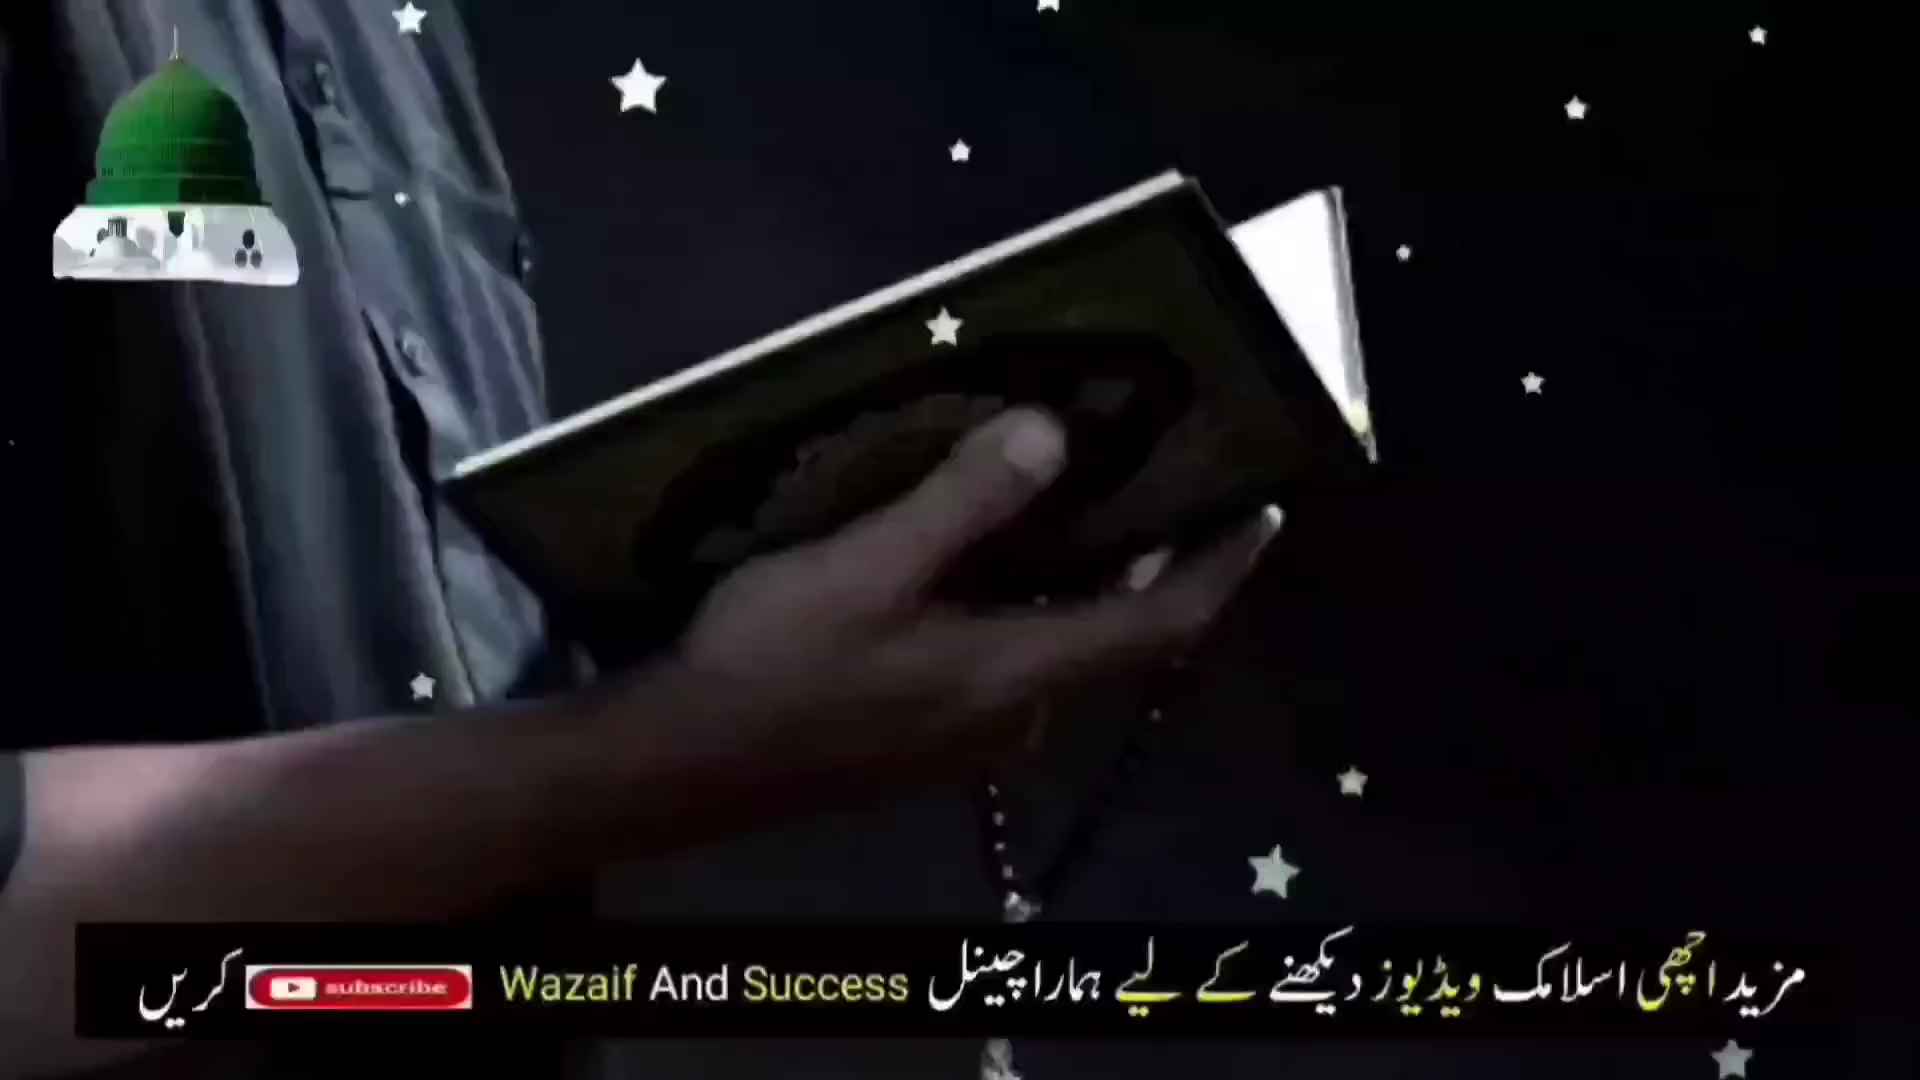 مزید اچھی اسلامک ویڈیوز دیکھنے کے لیے ہمارا چینل Wazaif And Success subscribe کریں